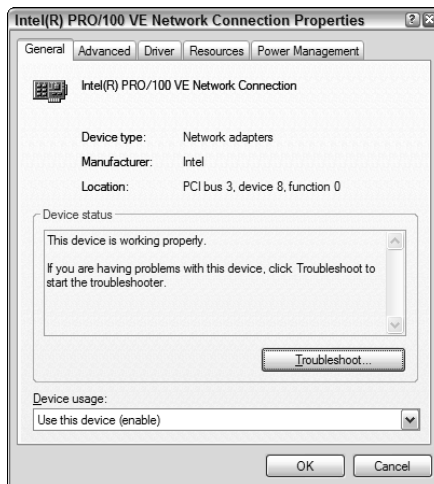 Intel(R) PRO/100 VE Network Connection Properties
General Advanced Driver Resources Power Management
Intel(R) PRO/100 VE Network Connection
Device type: Network adapters
Manufacturer: Intel
Location: PCI bus 3, device 8, function 0
Device status
This device is working properly.
If you are having problems with this device, click Troubleshoot to
start the troubleshooter.
Troubleshoot...
Device usage:
Use this device (enable)
OK Cancel